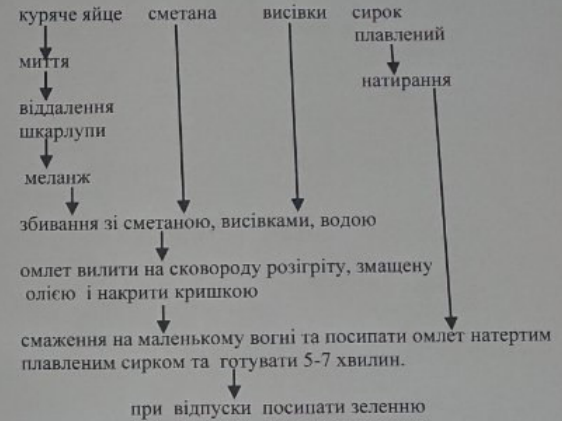 куряче яйце сметана висівки сирок
плавлений
миття
натирання
віддалення
шкарлупи
меланж
збивання зі сметаною, висівками, водою
омлет вилити на сковороду розігріту, змащену
олією і накрити кришкою
смаження на маленькому вогні та посипати омлет натертим
плавленим сирком та готувати 5-7 хвилин.
при відпуски посипати зеленню